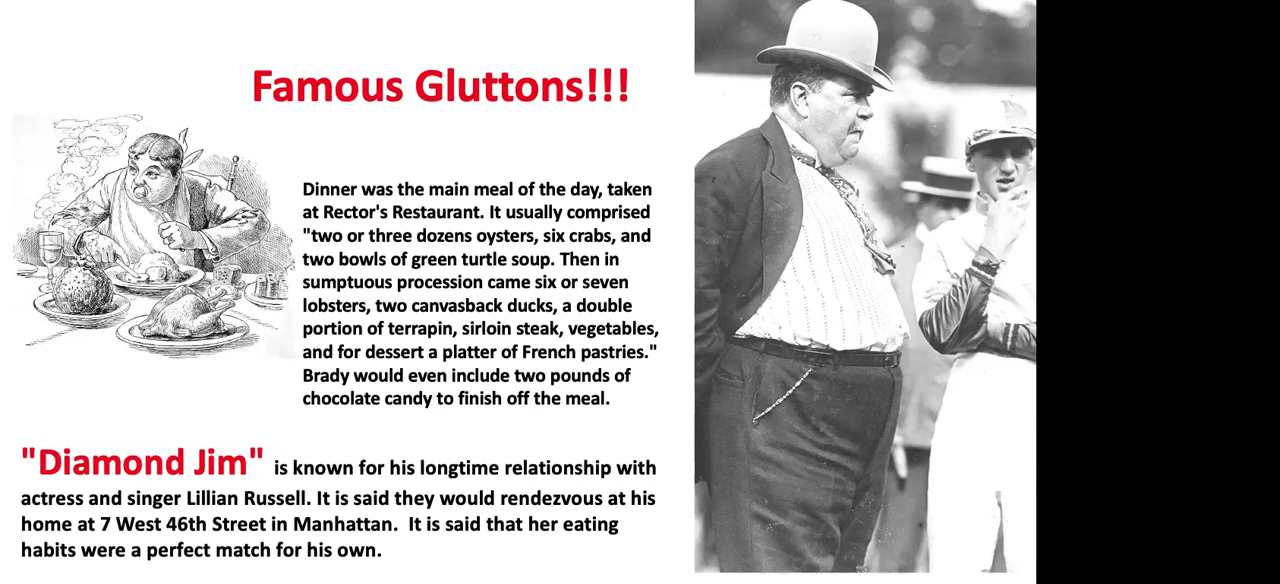 Famous Gluttons!!!
Dinner was the main meal of the day, taken
at Rector's Restaurant. It usually comprised
"two or three dozens oysters, six crabs, and
two bowls of green turtle soup. Then in
sumptuous procession came six or seven
lobsters, two canvasback ducks, a double
portion of terrapin, sirloin steak, vegetables,
and for dessert a platter of French pastries."
Brady would even include two pounds of
chocolate candy to finish off the meal.
"Diamond Jim" is known for his longtime relationship with
actress and singer Lillian Russell. It is said they would rendezvous at his
home at 7 West 46th Street in Manhattan.  It is said that her eating
habits were a perfect match for his own.